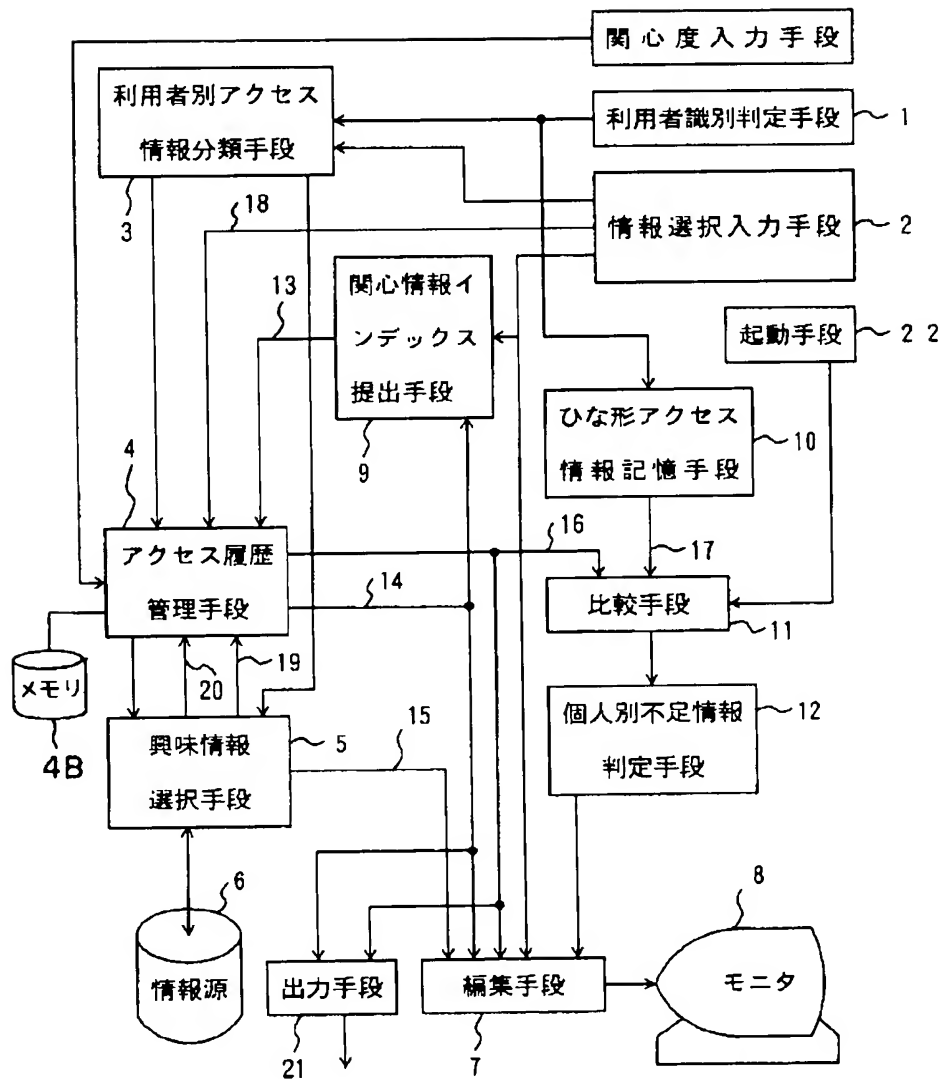 関心度入力手段
利用者別アクセス
情報分類手段
3
利用者識別判定手段
1
情報選択入力手段
2
18
13
関心情報イ
ンデックス
提出手段
9
起動手段
22
ひな形アクセス
情報記憶手段
10
4
アクセス履歴
管理手段
16
17
14
比較手段
11
メモリ
4B
20
19
興味情報
選択手段
5
15
個人別不足情報
判定手段
12
6
情報源
出力手段
21
編集手段
7
8
モニタ